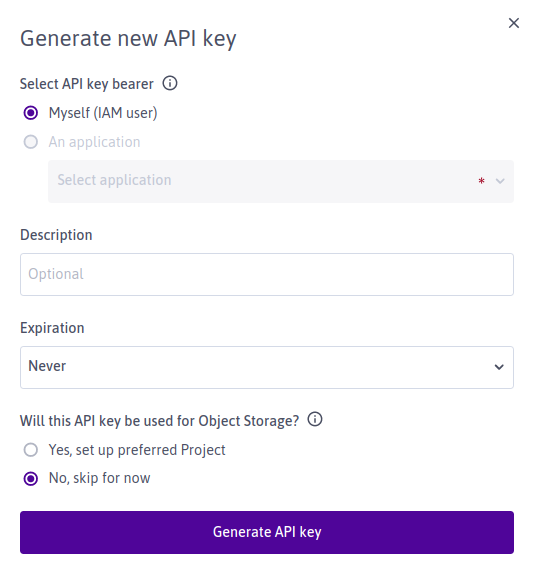 Generate new API key
Select API key bearer
Myself (IAM user)
An application
Select application *
Description
Optional
Expiration
Never
Will this API key be used for Object Storage?
Yes, set up preferred Project
No, skip for now
Generate API key